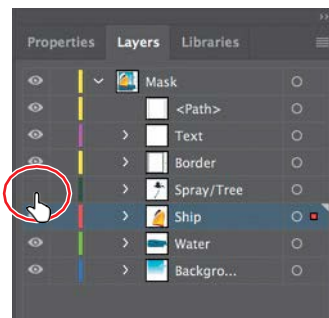 Properties Layers Libraries
Mask
<Path>
Text
Border
Spray/Tree
Ship
Water
Backgro...